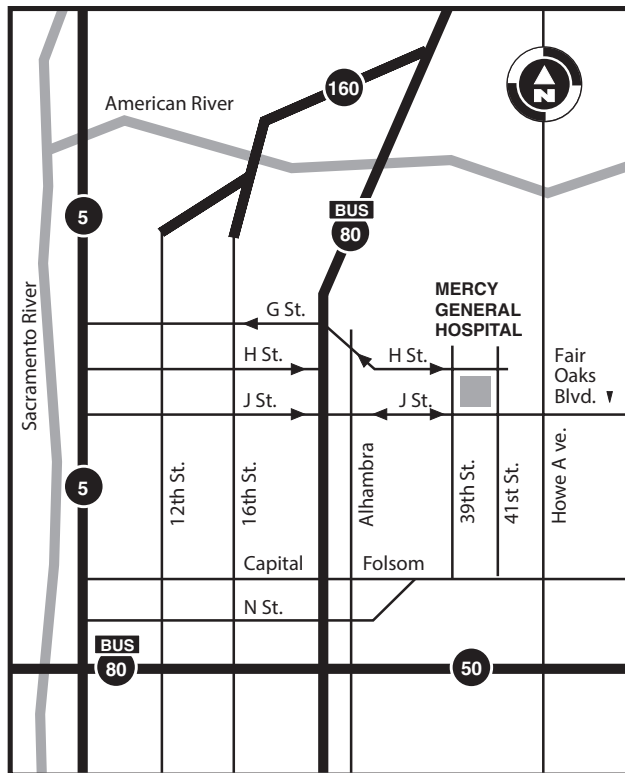 160
American River
N
5
BUS
80
MERCY
GENERAL
HOSPITAL
G St.
Sacramento River
H St.
H St.
Fair
Oaks
Blvd.
J St.
J St.
5
12th St.
16th St.
Alhambra
39th St.
41st St.
Howe A ve.
Capital
Folsom
N St.
BUS
80
50